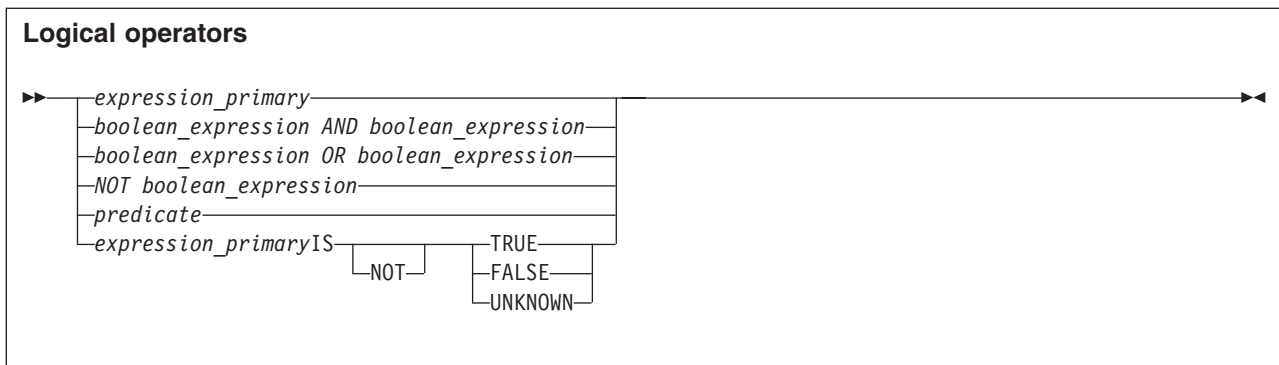 Logical operators
expression_primary
boolean_expression AND boolean_expression
boolean_expression OR boolean_expression
NOT boolean_expression
predicate
expression_primaryIS TRUE
NOT FALSE
UNKNOWN